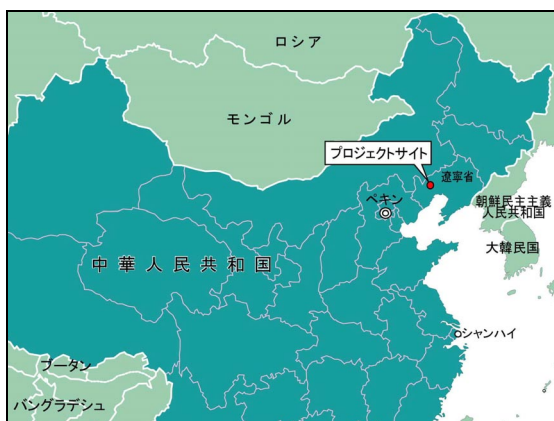 ロシア
モンゴル
プロジェクトサイト
遼寧省
ペキン
朝鮮民主主義
人民共和国
大韓民国
中華人民共和国
シャンハイ
ブータン
バングラデシュ